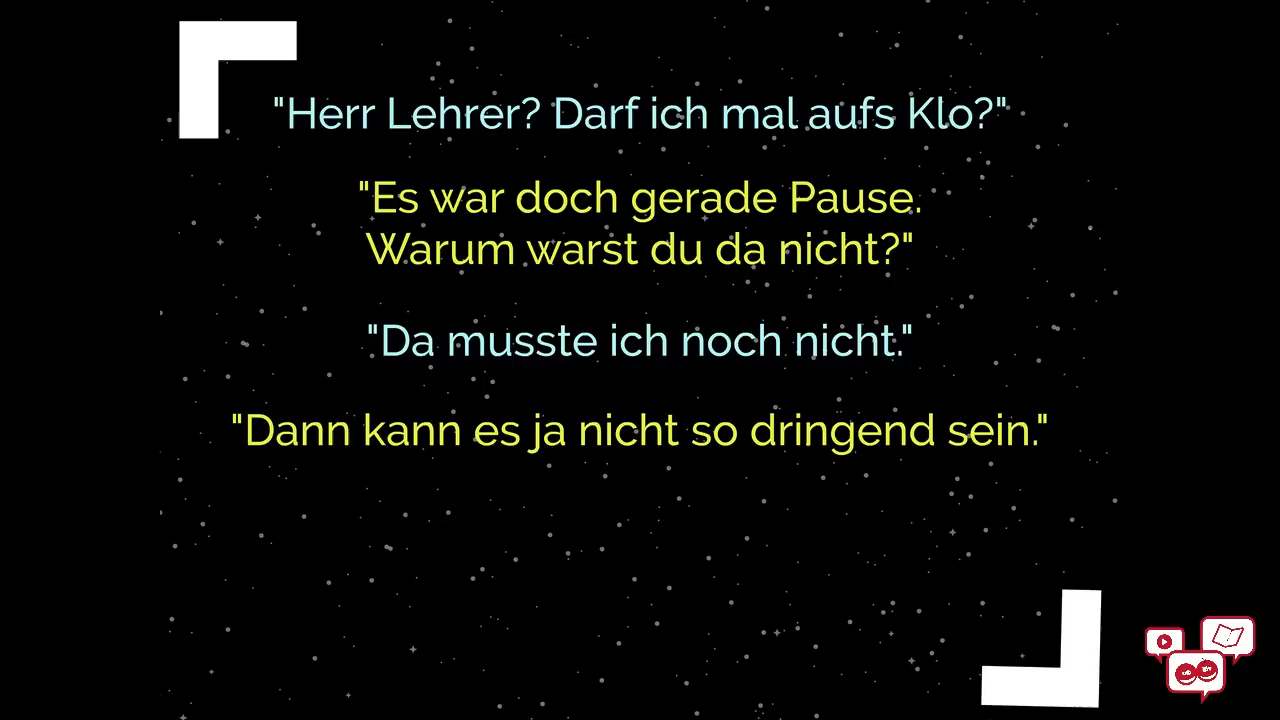 "Herr Lehrer? Darf ich mal aufs Klo?"
"Es war doch gerade Pause.
Warum warst du da nicht?"
"Da musste ich noch nicht."
"Dann kann es ja nicht so dringend sein."